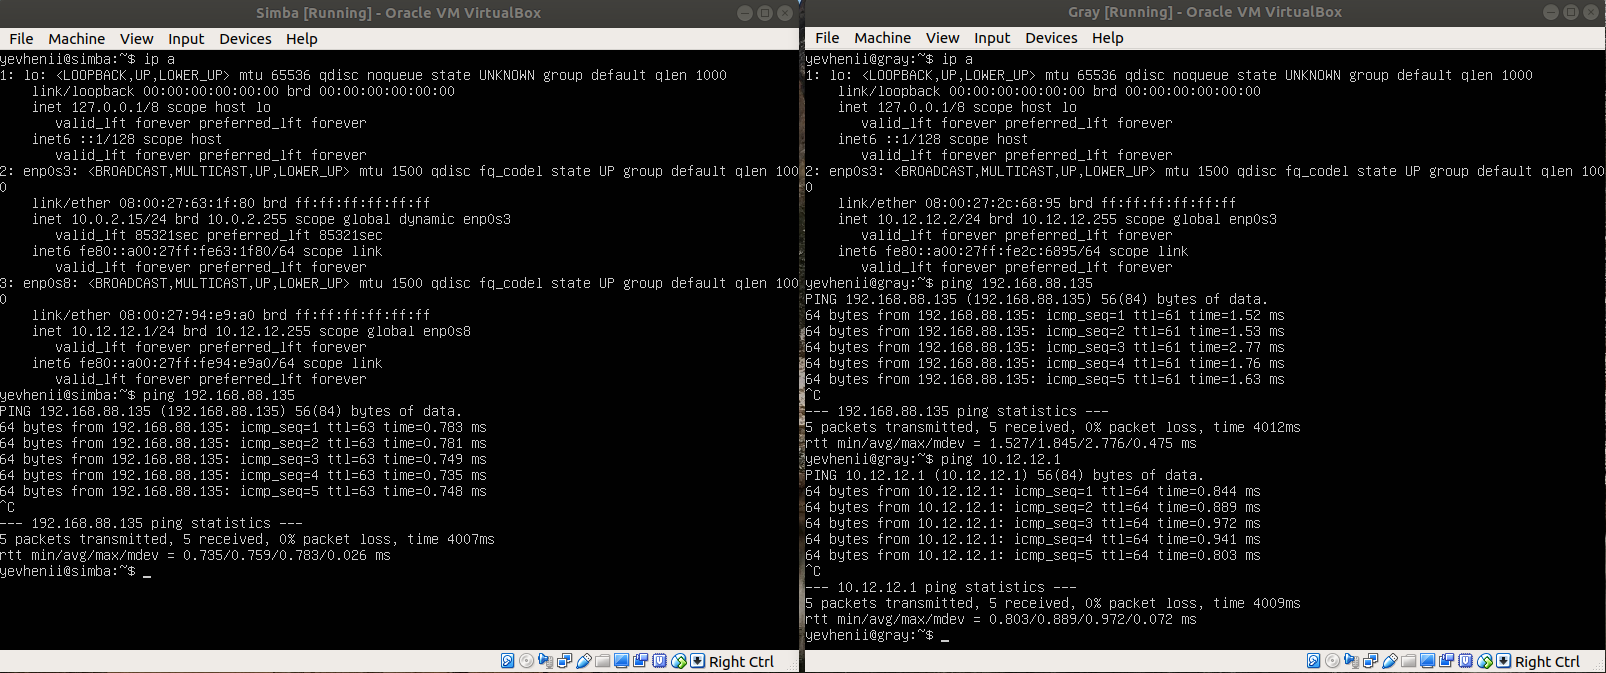 Simba [Running] - Oracle VM VirtualBox
File Machine View Input Devices Help
yevhenii@simba:~$ ip a
1: lo: <LOOPBACK,UP,LOWER_UP> mtu 65536 qdisc noqueue state UNKNOWN group default qlen 1000
    link/loopback 00:00:00:00:00:00 brd 00:00:00:00:00:00
    inet 127.0.0.1/8 scope host lo
       valid_lft forever preferred_lft forever
    inet6 ::1/128 scope host
       valid_lft forever preferred_lft forever
2: enp0s3: <BROADCAST,MULTICAST,UP,LOWER_UP> mtu 1500 qdisc fq_codel state UP group default qlen 100
0
    link/ether 08:00:27:63:1f:80 brd ff:ff:ff:ff:ff:ff
    inet 10.0.2.15/24 brd 10.0.2.255 scope global dynamic enp0s3
       valid_lft 85321sec preferred_lft 85321sec
    inet6 fe80::a00:27ff:fe63:1f80/64 scope link
       valid_lft forever preferred_lft forever
3: enp0s8: <BROADCAST,MULTICAST,UP,LOWER_UP> mtu 1500 qdisc fq_codel state UP group default qlen 100
0
    link/ether 08:00:27:94:e9:a0 brd ff:ff:ff:ff:ff:ff
    inet 10.12.12.1/24 brd 10.12.12.255 scope global enp0s8
       valid_lft forever preferred_lft forever
    inet6 fe80::a00:27ff:fe94:e9a0/64 scope link
       valid_lft forever preferred_lft forever
yevhenii@simba:~$ ping 192.168.88.135
PING 192.168.88.135 (192.168.88.135) 56(84) bytes of data.
64 bytes from 192.168.88.135: icmp_seq=1 ttl=63 time=0.783 ms
64 bytes from 192.168.88.135: icmp_seq=2 ttl=63 time=0.781 ms
64 bytes from 192.168.88.135: icmp_seq=3 ttl=63 time=0.749 ms
64 bytes from 192.168.88.135: icmp_seq=4 ttl=63 time=0.735 ms
64 bytes from 192.168.88.135: icmp_seq=5 ttl=63 time=0.748 ms
^C
--- 192.168.88.135 ping statistics ---
5 packets transmitted, 5 received, 0% packet loss, time 4007ms
rtt min/avg/max/mdev = 0.735/0.759/0.783/0.026 ms
yevhenii@simba:~$ _
Right Ctrl
Gray [Running] - Oracle VM VirtualBox
File Machine View Input Devices Help
yevhenii@gray:~$ ip a
1: lo: <LOOPBACK,UP,LOWER_UP> mtu 65536 qdisc noqueue state UNKNOWN group default qlen 1000
    link/loopback 00:00:00:00:00:00 brd 00:00:00:00:00:00
    inet 127.0.0.1/8 scope host lo
       valid_lft forever preferred_lft forever
    inet6 ::1/128 scope host
       valid_lft forever preferred_lft forever
2: enp0s3: <BROADCAST,MULTICAST,UP,LOWER_UP> mtu 1500 qdisc fq_codel state UP group default qlen 100
0
    link/ether 08:00:27:2c:68:95 brd ff:ff:ff:ff:ff:ff
    inet 10.12.12.2/24 brd 10.12.12.255 scope global enp0s3
       valid_lft forever preferred_lft forever
    inet6 fe80::a00:27ff:fe2c:6895/64 scope link
       valid_lft forever preferred_lft forever
yevhenii@gray:~$ ping 192.168.88.135
PING 192.168.88.135 (192.168.88.135) 56(84) bytes of data.
64 bytes from 192.168.88.135: icmp_seq=1 ttl=61 time=1.52 ms
64 bytes from 192.168.88.135: icmp_seq=2 ttl=61 time=1.53 ms
64 bytes from 192.168.88.135: icmp_seq=3 ttl=61 time=2.77 ms
64 bytes from 192.168.88.135: icmp_seq=4 ttl=61 time=1.76 ms
64 bytes from 192.168.88.135: icmp_seq=5 ttl=61 time=1.63 ms
^C
--- 192.168.88.135 ping statistics ---
5 packets transmitted, 5 received, 0% packet loss, time 4012ms
rtt min/avg/max/mdev = 1.527/1.845/2.776/0.475 ms
yevhenii@gray:~$ ping 10.12.12.1
PING 10.12.12.1 (10.12.12.1) 56(84) bytes of data.
64 bytes from 10.12.12.1: icmp_seq=1 ttl=64 time=0.844 ms
64 bytes from 10.12.12.1: icmp_seq=2 ttl=64 time=0.889 ms
64 bytes from 10.12.12.1: icmp_seq=3 ttl=64 time=0.972 ms
64 bytes from 10.12.12.1: icmp_seq=4 ttl=64 time=0.941 ms
64 bytes from 10.12.12.1: icmp_seq=5 ttl=64 time=0.803 ms
^C
--- 10.12.12.1 ping statistics ---
5 packets transmitted, 5 received, 0% packet loss, time 4009ms
rtt min/avg/max/mdev = 0.803/0.889/0.972/0.072 ms
yevhenii@gray:~$ _
Right Ctrl